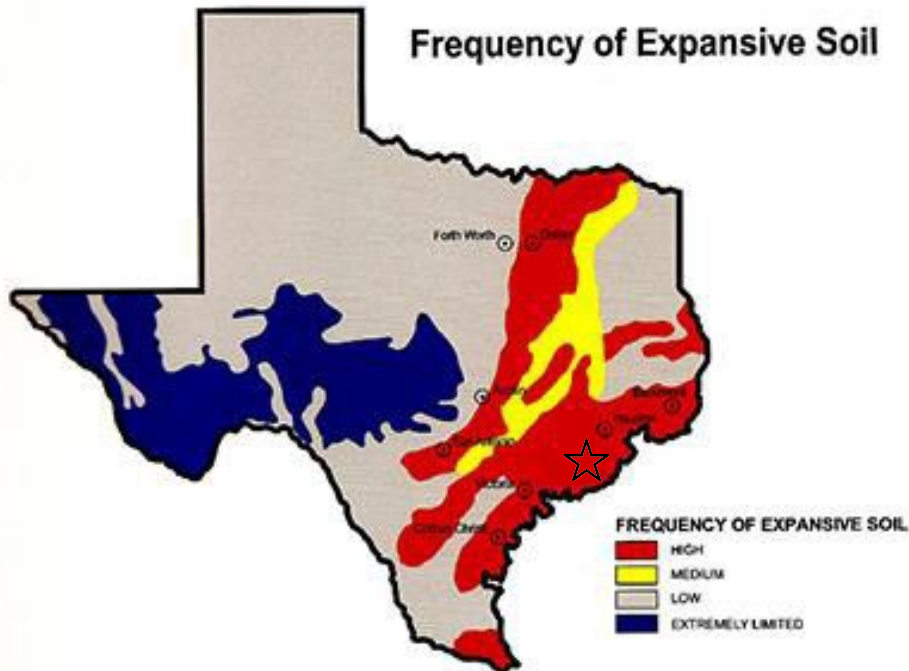 Frequency of Expansive Soil
Forth Worth
Dallas
Austin
Beaumont
Houston
San Antonio
Victoria
Corpus Christi
FREQUENCY OF EXPANSIVE SOIL
HIGH
MEDIUM
LOW
EXTREMELY LIMITED